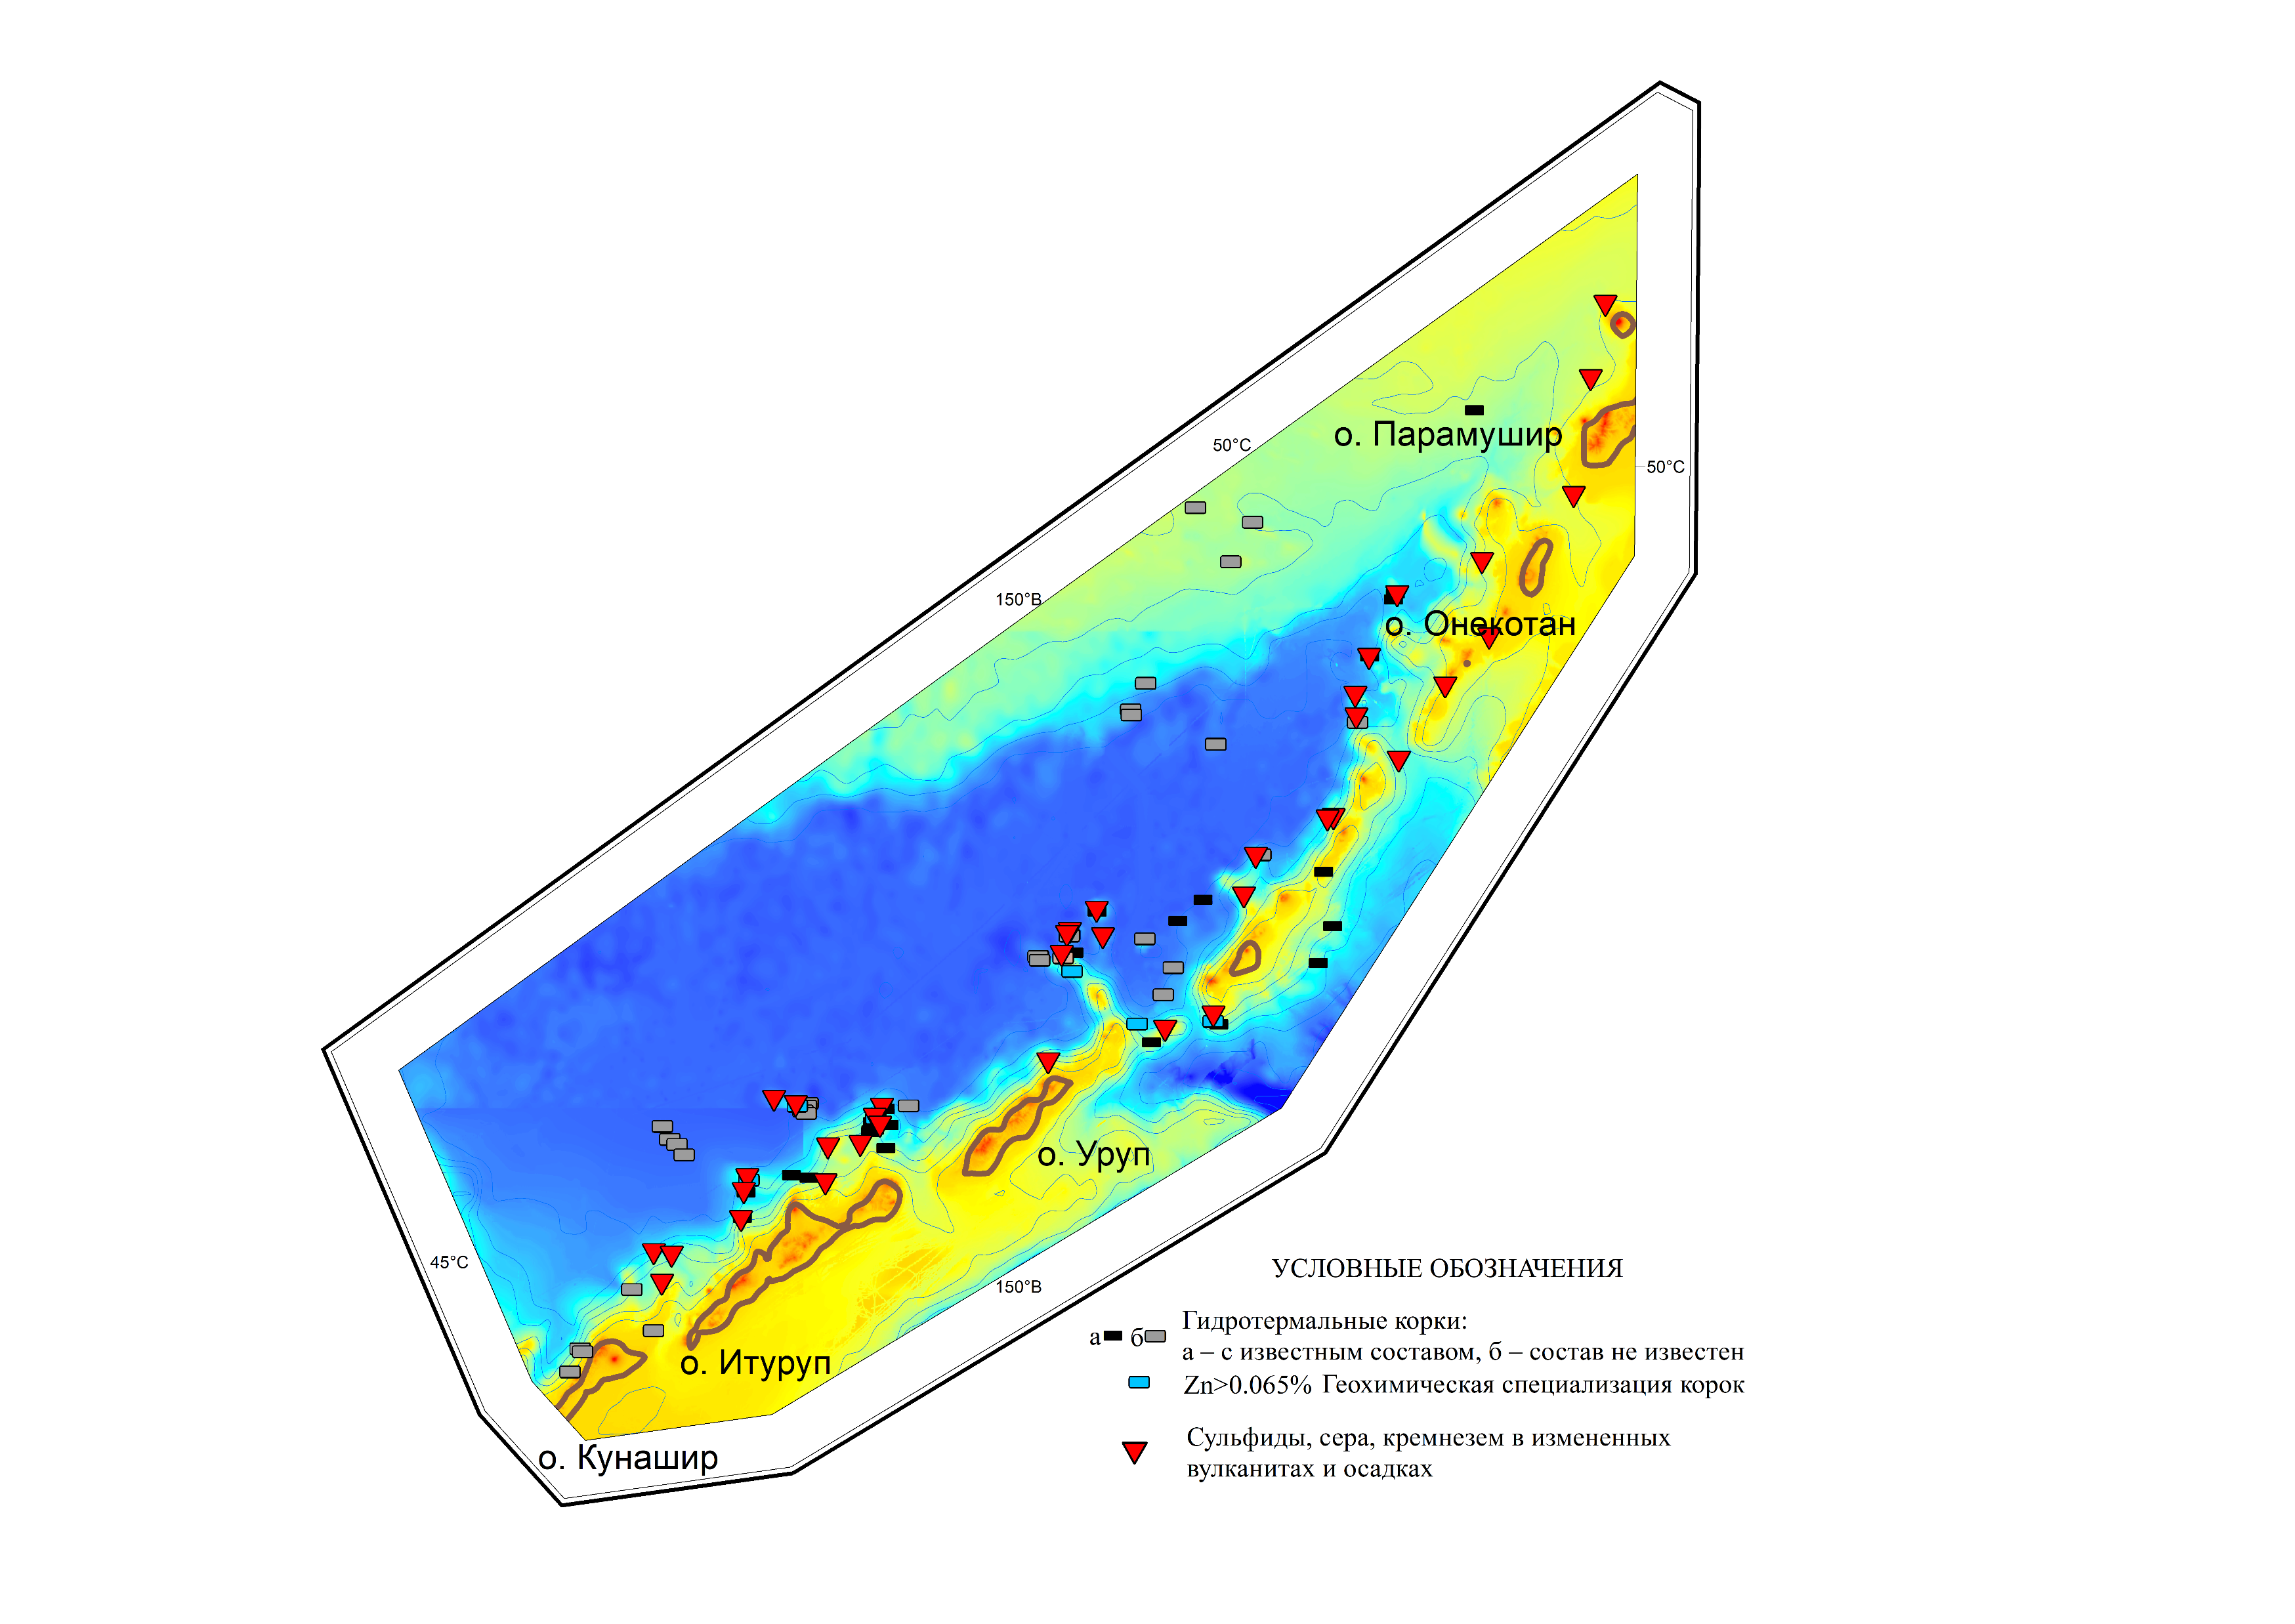 о. Парамушир
50°С
50°С
150°В
о. Онекотан
о. Уруп
45°С
150°В
о. Итуруп
о. Кунашир
УСЛОВНЫЕ ОБОЗНАЧЕНИЯ
Гидротермальные корки:
а б
а – с известным составом, б – состав не известен
Zn>0.065% Геохимическая специализация корок
Сульфиды, сера, кремнезем в измененных
вулканитах и осадках